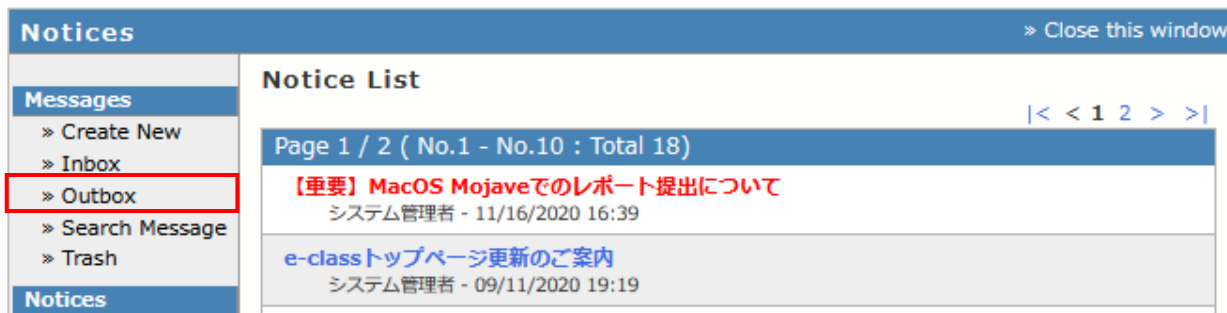 Notices
» Close this window
Messages
» Create New
» Inbox
» Outbox
» Search Message
» Trash
Notices
Notice List
|< < 1 2 > >|
Page 1 / 2 ( No.1 - No.10 : Total 18)
【重要】MacOS Mojaveでのレポート提出について
システム管理者 - 11/16/2020 16:39
e-classトップページ更新のご案内
システム管理者 - 09/11/2020 19:19